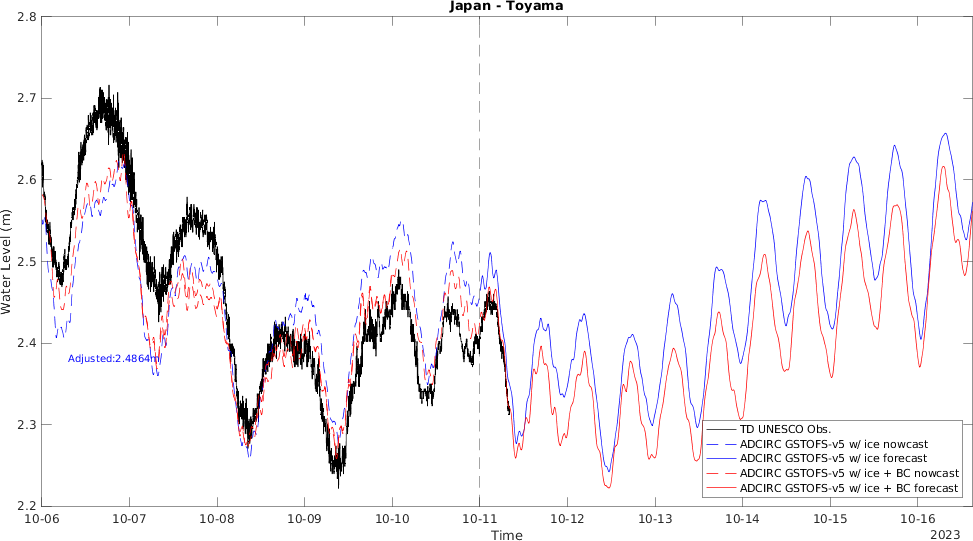 Japan - Toyama
2.8
2.7
2.6
2.5
2.4
2.3
2.2
Water Level (m)
Adjusted:2.4864m
TD UNESCO Obs.
ADCIRC GSTOFS-v5 w/ ice nowcast
ADCIRC GSTOFS-v5 w/ ice forecast
ADCIRC GSTOFS-v5 w/ ice + BC nowcast
ADCIRC GSTOFS-v5 w/ ice + BC forecast
10-06 10-07 10-08 10-09 10-10 10-11 10-12 10-13 10-14 10-15 10-16
Time
2023